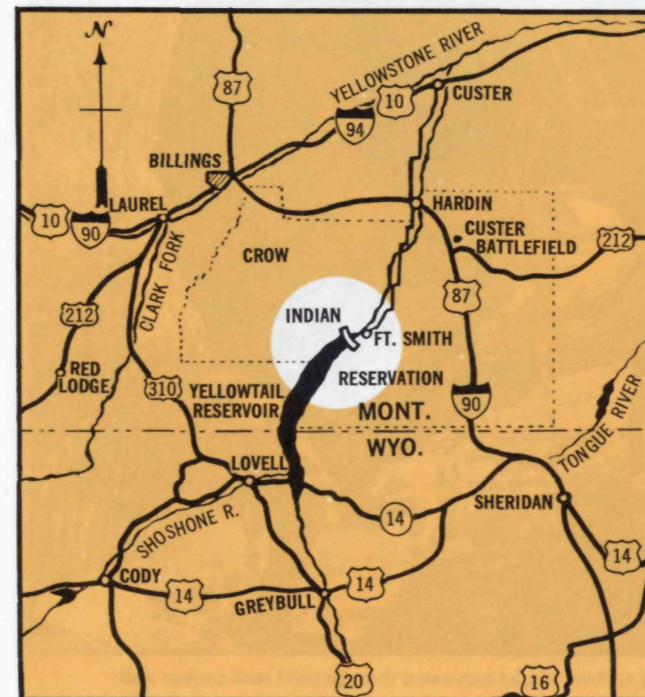 N
87
YELLOWSTONE RIVER
10
CUSTER
94
BILLINGS
LAUREL
HARDIN
10
90
CLARK FORK
CROW
CUSTER
BATTLEFIELD
212
87
212
INDIAN
FT. SMITH
RED
LODGE
310
YELLOWTAIL
RESERVOIR
RESERVATION
MONT.
90
WYO.
TONGUE RIVER
LOVELL
SHOSHONE R.
14
SHERIDAN
CODY
14
14
14
GREYBULL
20
16